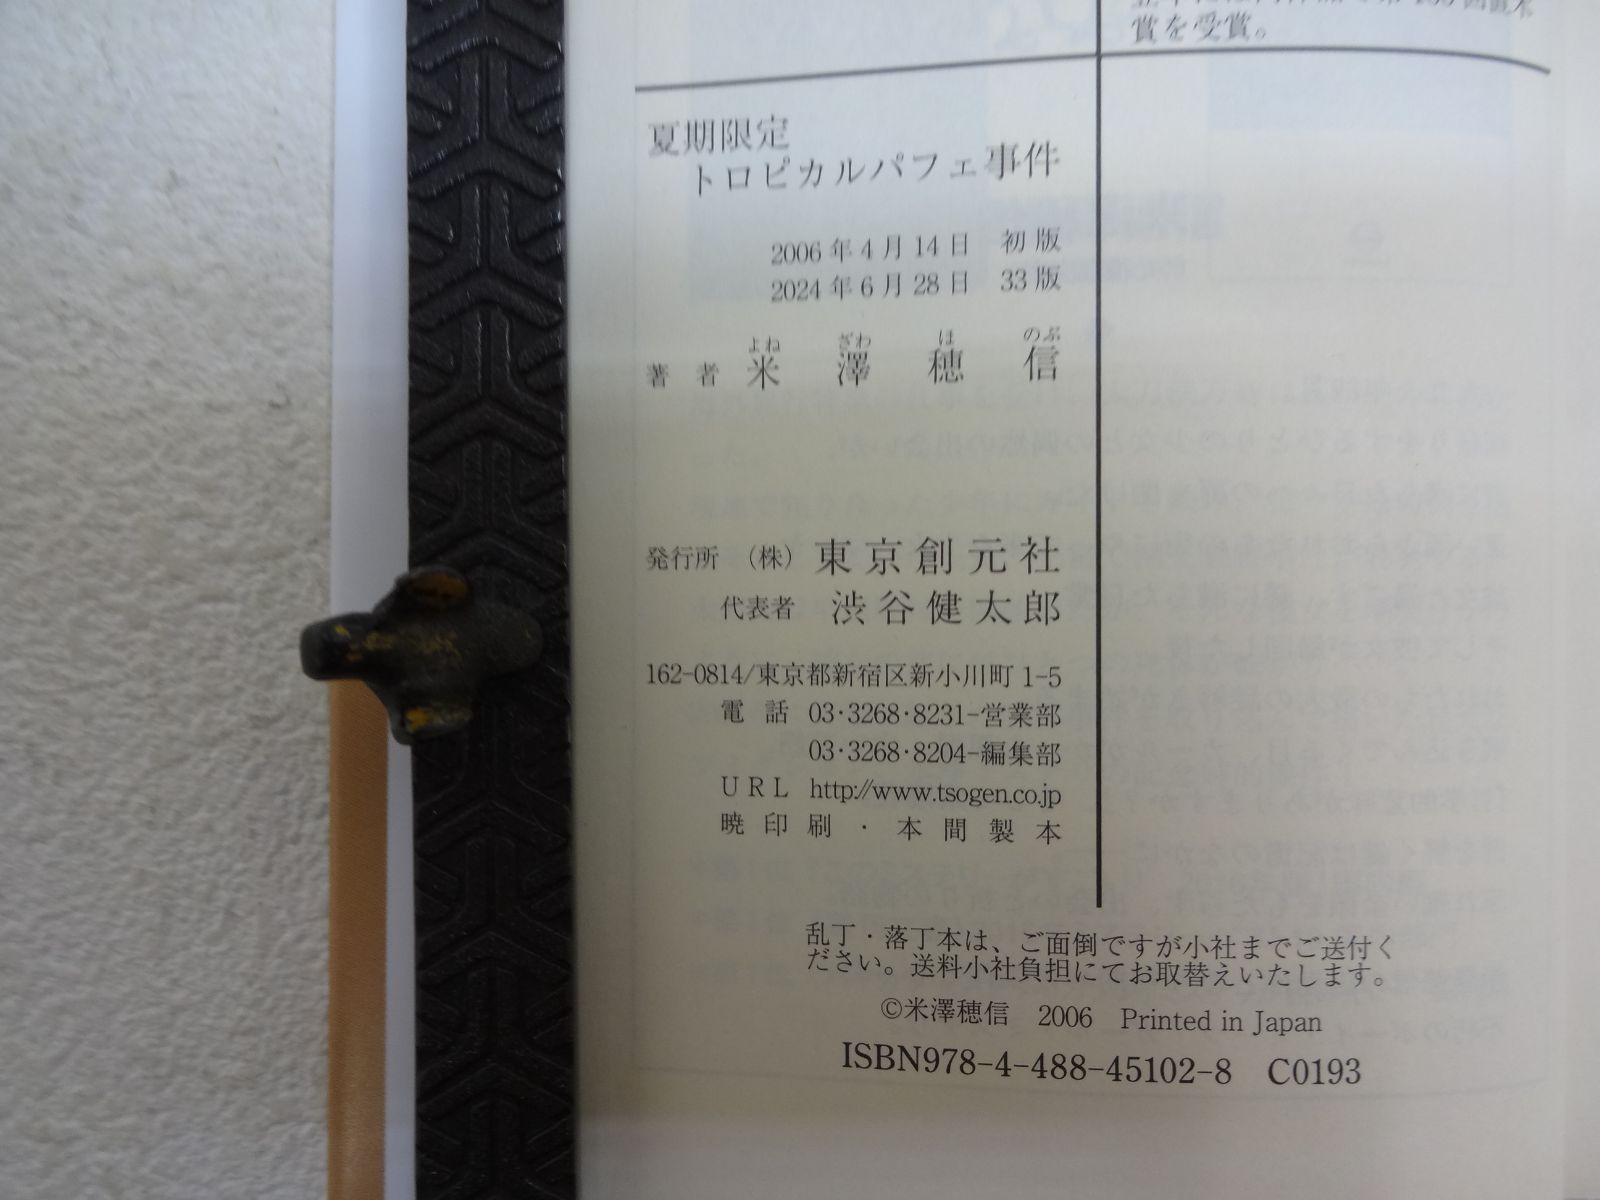 賞を受賞。
夏期限定
トロピカルパフェ事件
2006年4月14日 初版
2024年6月28日 33版
よね ざわ ほ のぶ
著者 米澤穂信
発行所 (株) 東京創元社
代表者 渋谷健太郎
162-0814/東京都新宿区新小川町1-5
電話 03·3268·8231-営業部
03·3268·8204-編集部
URL http://www.tsogen.co.jp
暁印刷・本間製本
乱丁・落丁本は、ご面倒ですが小社までご送付く
ださい。送料小社負担にてお取替えいたします。
©米澤穂信 2006 Printed in Japan
ISBN978-4-488-45102-8 C0193